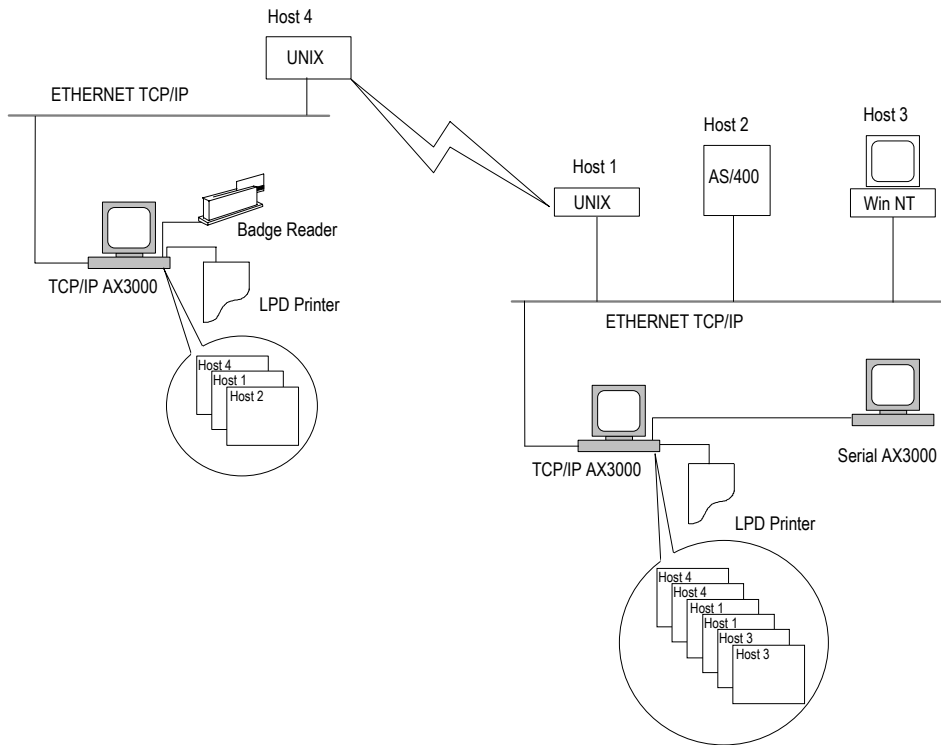 Host 4
UNIX
ETHERNET TCP/IP
Badge Reader
TCP/IP AX3000
LPD Printer
Host 4
Host 1
Host 2
Host 1
UNIX
Host 2
AS/400
Host 3
Win NT
ETHERNET TCP/IP
TCP/IP AX3000
Serial AX3000
LPD Printer
Host 4
Host 4
Host 1
Host 1
Host 3
Host 3